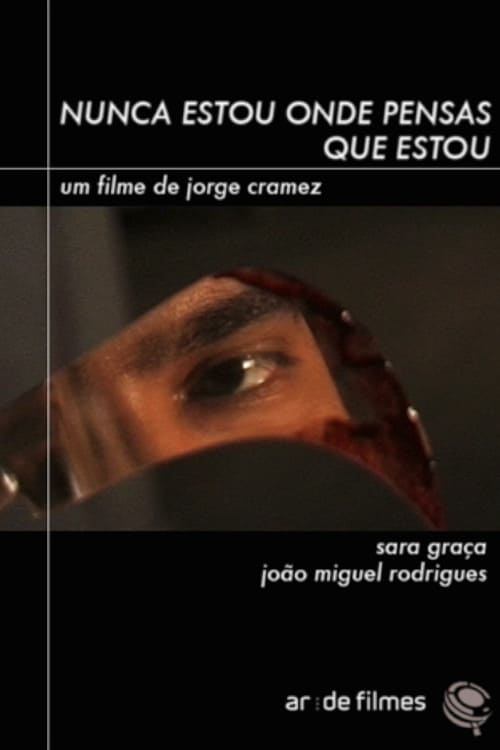 NUNCA ESTOU ONDE PENSAS
QUE ESTOU
um filme de jorge cramez
sara graça
joão miguel rodrigues
ar de filmes